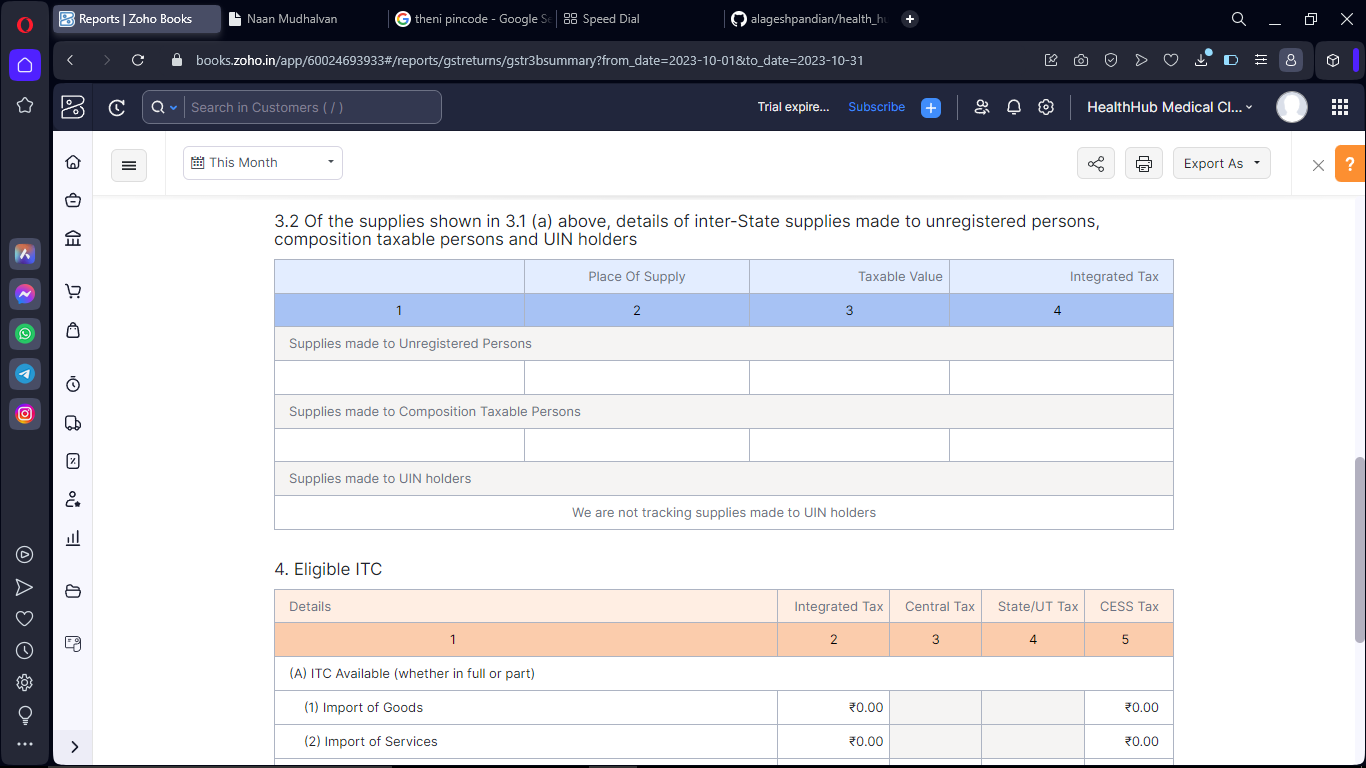 Reports | Zoho Books
Naan Mudhalvan
theni pincode - Google Se
Speed Dial
alageshpandian/health_hu
books.zoho.in/app/60024693933#/reports/gstreturns/gstr3bsummary?from_date=2023-10-01&to_date=2023-10-31
Search in Customers ( / )
Trial expire...
Subscribe
HealthHub Medical Cl...
This Month
Export As
?
3.2 Of the supplies shown in 3.1 (a) above, details of inter-State supplies made to unregistered persons,
composition taxable persons and UIN holders
Place Of Supply Taxable Value Integrated Tax
1 2 3 4
Supplies made to Unregistered Persons
Supplies made to Composition Taxable Persons
Supplies made to UIN holders
We are not tracking supplies made to UIN holders
4. Eligible ITC
Details Integrated Tax Central Tax State/UT Tax CESS Tax
1 2 3 4 5
(A) ITC Available (whether in full or part)
(1) Import of Goods ₹0.00 ₹0.00
(2) Import of Services ₹0.00 ₹0.00